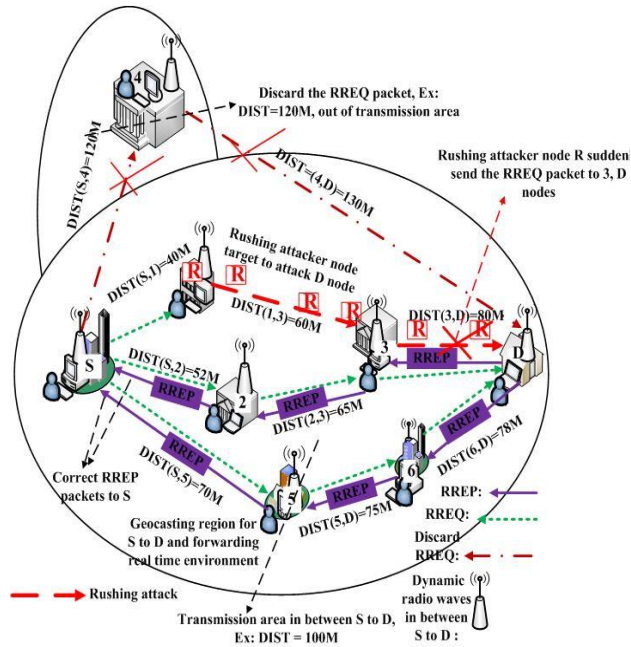 4
Discard the RREQ packet, Ex:
DIST=120M, out of transmission area
DIST(S,4)=120M
DIST=(4,D)=130M
Rushing attacker node R sudden
send the RREQ packet to 3, D
nodes
Rushing attacker node
target to attack D node
DIST(S,1)=40M
R
R
R
R
R
R
DIST(1,3)=60M
DIST(3,D)=80M
S
3
D
RREP
DIST(S,2)=52M
RREP
2
RREP
DIST(2,3)=65M
DIST(6,D)=78M
RREP
Correct RREP
packets to S
RREP
DIST(S,5)=70M
5
RREP
6
DIST(5,D)=75M
Geocasting region for
S to D and forwarding
real time environment
RREP:
RREQ:
Discard
RREQ:
Rushing attack
Dynamic
radio waves
in between
S to D :
Transmission area in between S to D,
Ex: DIST = 100M